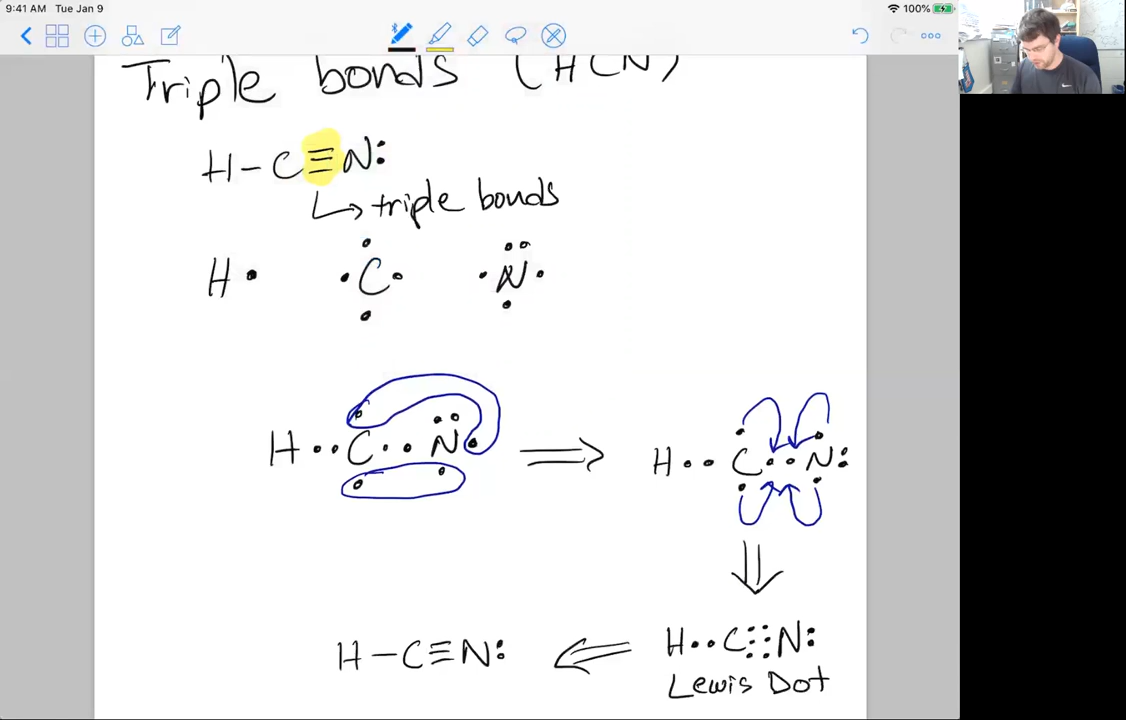 9:41 AM Tue Jan 9
100%
Triple bonds (HCN)
H-C≡N:
↳ triple bonds
H· ·C· ·N·
H··C··N· ⇒ H··C··N:
H-C≡N: ⇐ H··C⋮⋮N:
Lewis Dot